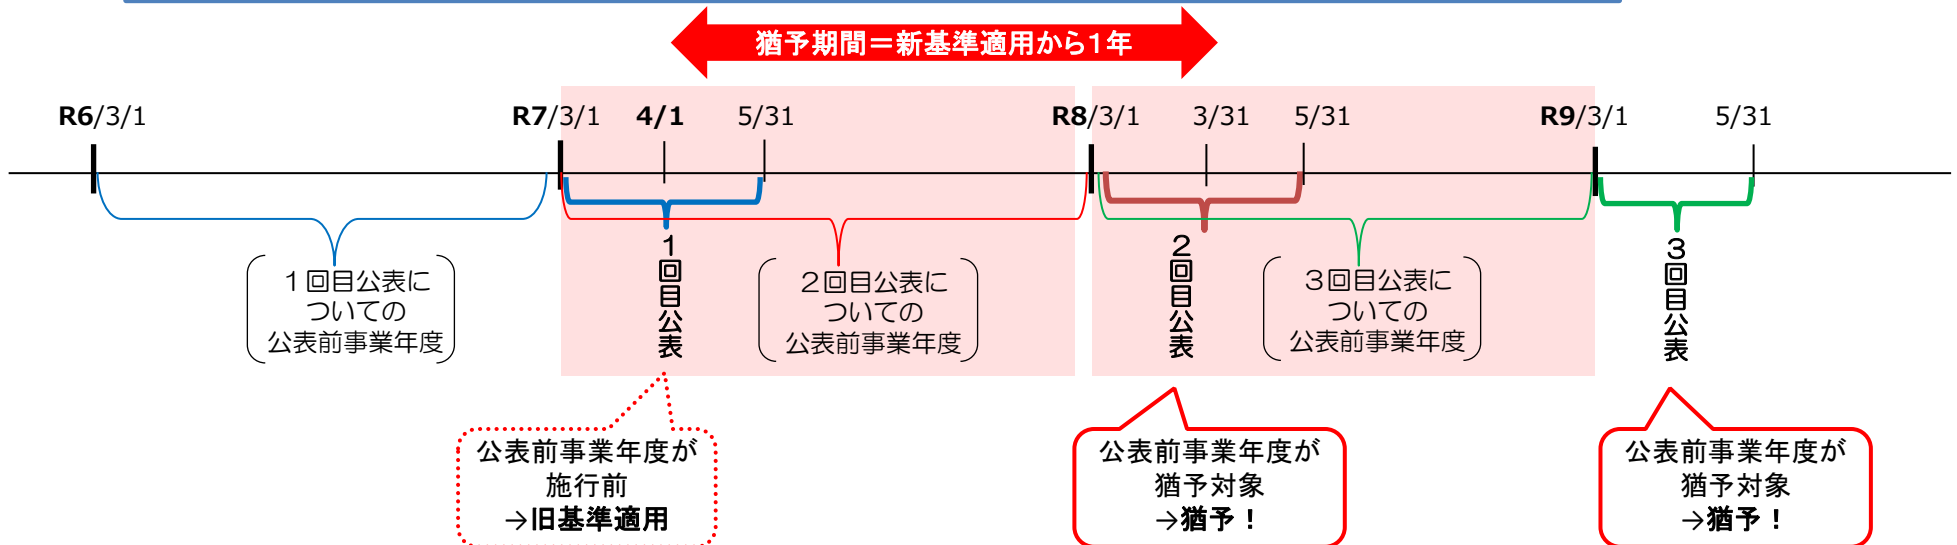 猶予期間＝新基準適用から１年
R6/3/1
R7/3/1
4/1
5/31
R8/3/1
3/31
5/31
R9/3/1
5/31
１回目公表に
ついての
公表前事業年度
１回目公表
２回目公表に
ついての
公表前事業年度
２回目公表
３回目公表に
ついての
公表前事業年度
３回目公表
公表前事業年度が
施行前
→旧基準適用
公表前事業年度が
猶予対象
→猶予！
公表前事業年度が
猶予対象
→猶予！